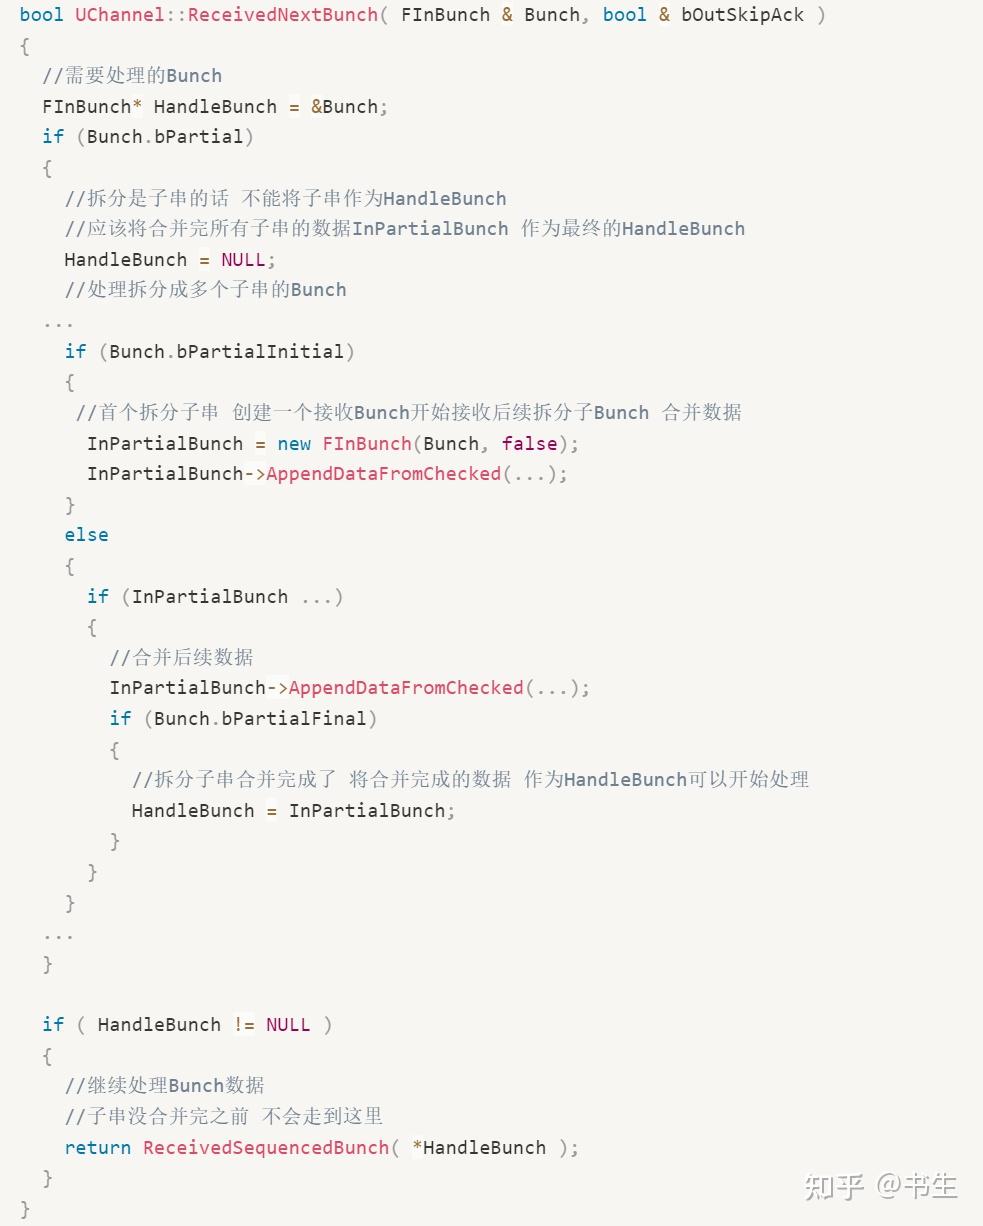 bool UChannel::ReceivedNextBunch( FInBunch & Bunch, bool & bOutSkipAck )
{
  //需要处理的Bunch
  FInBunch* HandleBunch = &Bunch;
  if (Bunch.bPartial)
  {
    //拆分是子串的话 不能将子串作为HandleBunch
    //应该将合并完所有子串的数据InPartialBunch 作为最终的HandleBunch
    HandleBunch = NULL;
    //处理拆分成多个子串的Bunch
  ...
    if (Bunch.bPartialInitial)
    {
     //首个拆分子串 创建一个接收Bunch开始接收后续拆分子Bunch 合并数据
      InPartialBunch = new FInBunch(Bunch, false);
      InPartialBunch->AppendDataFromChecked(...);
    }
    else
    {
      if (InPartialBunch ...)
      {
        //合并后续数据
        InPartialBunch->AppendDataFromChecked(...);
        if (Bunch.bPartialFinal)
        {
          //拆分子串合并完成了 将合并完成的数据 作为HandleBunch可以开始处理
          HandleBunch = InPartialBunch;
        }
      }
    }
  ...
  }

  if ( HandleBunch != NULL )
  {
    //继续处理Bunch数据
    //子串没合并完之前 不会走到这里
    return ReceivedSequencedBunch( *HandleBunch );
  }
}
知乎 @书生